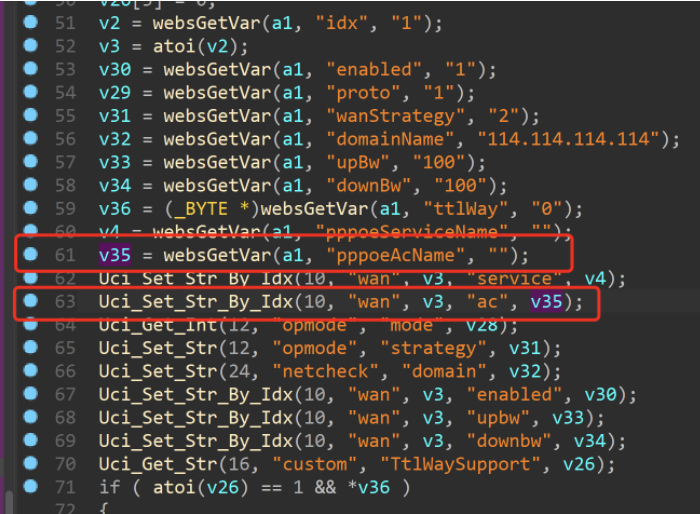 51 v2 = websGetVar(a1, "idx", "1");
52 v3 = atoi(v2);
53 v30 = websGetVar(a1, "enabled", "1");
54 v29 = websGetVar(a1, "proto", "1");
55 v31 = websGetVar(a1, "wanStrategy", "2");
56 v32 = websGetVar(a1, "domainName", "114.114.114.114");
57 v33 = websGetVar(a1, "upBw", "100");
58 v34 = websGetVar(a1, "downBw", "100");
59 v36 = (_BYTE *)websGetVar(a1, "ttlWay", "0");
60 v4 = websGetVar(a1, "pppoeServiceName", "");
61 v35 = websGetVar(a1, "pppoeAcName", "");
62 Uci_Set_Str_By_Idx(10, "wan", v3, "service", v4);
63 Uci_Set_Str_By_Idx(10, "wan", v3, "ac", v35);
64 Uci_Get_Int(12, "opmode", "mode", v28);
65 Uci_Set_Str(12, "opmode", "strategy", v31);
66 Uci_Set_Str(24, "netcheck", "domain", v32);
67 Uci_Set_Str_By_Idx(10, "wan", v3, "enabled", v30);
68 Uci_Set_Str_By_Idx(10, "wan", v3, "upbw", v33);
69 Uci_Set_Str_By_Idx(10, "wan", v3, "downbw", v34);
70 Uci_Get_Str(16, "custom", "TtlWaySupport", v26);
71 if ( atoi(v26) == 1 && *v36 )
72 {